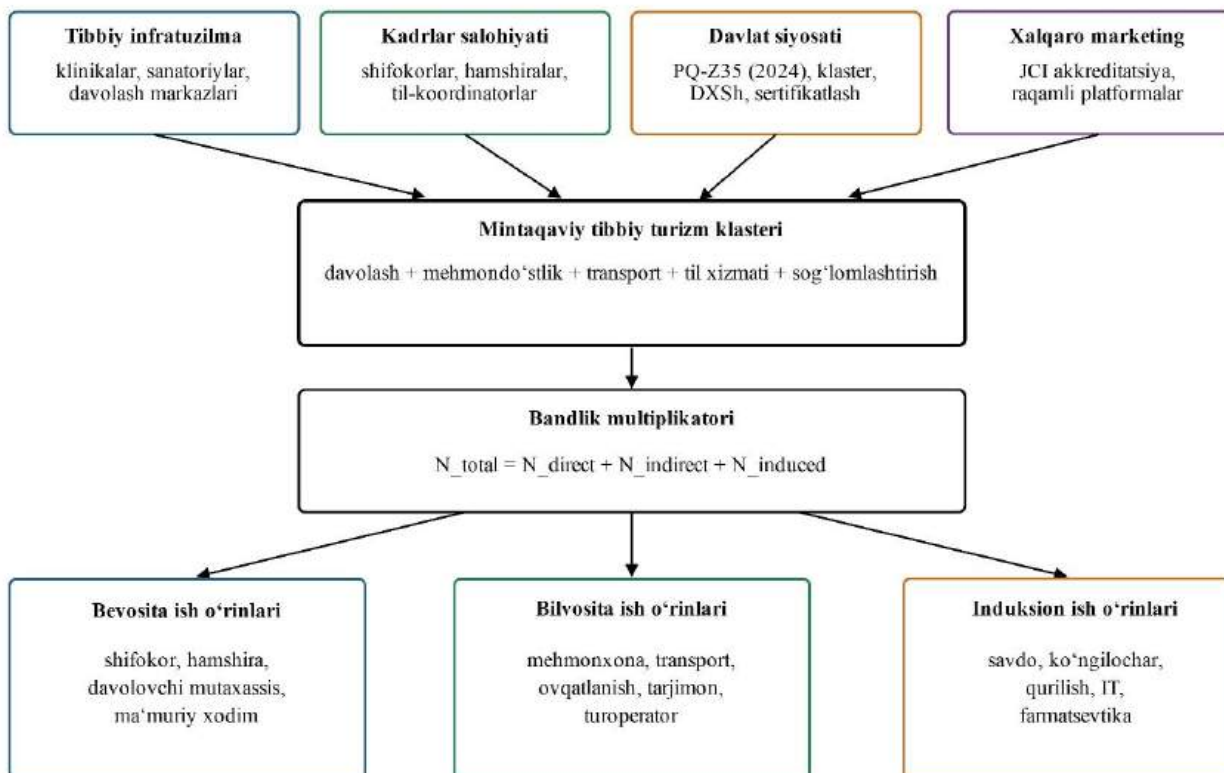 Tibbiy infratuzilma
klinikalar, sanatoriylar,
davolash markazlari
Kadrlar salohiyati
shifokorlar, hamshiralar,
til-koordinatorlar
Davlat siyosati
PQ-Z35 (2024), klaster,
DXSh, sertifikatlash
Xalqaro marketing
JCI akkreditatsiya,
raqamli platformalar
Mintaqaviy tibbiy turizm klasteri
davolash + mehmondo‘stlik + transport + til xizmati + sog‘lomlashtirish
Bandlik multiplikatori
N_total = N_direct + N_indirect + N_induced
Bevosita ish o‘rinlari
shifokor, hamshira,
davolovchi mutaxassis,
ma‘muriy xodim
Bilvosita ish o‘rinlari
mehmonxona, transport,
ovqatlanish, tarjimon,
turoperator
Induksion ish o‘rinlari
savdo, ko‘ngilochar,
qurilish, IT,
farmatsevtika